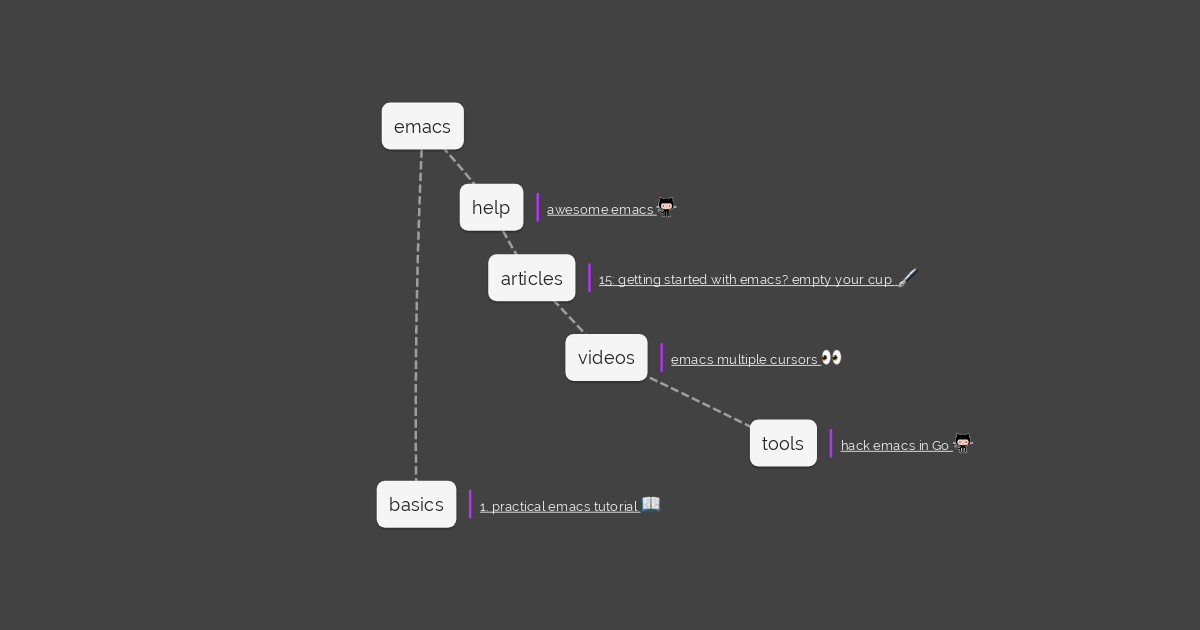 emacs
help
awesome emacs
articles
15: getting started with emacs? empty your cup
videos
emacs multiple cursors
tools
hack emacs in Go
basics
1. practical emacs tutorial